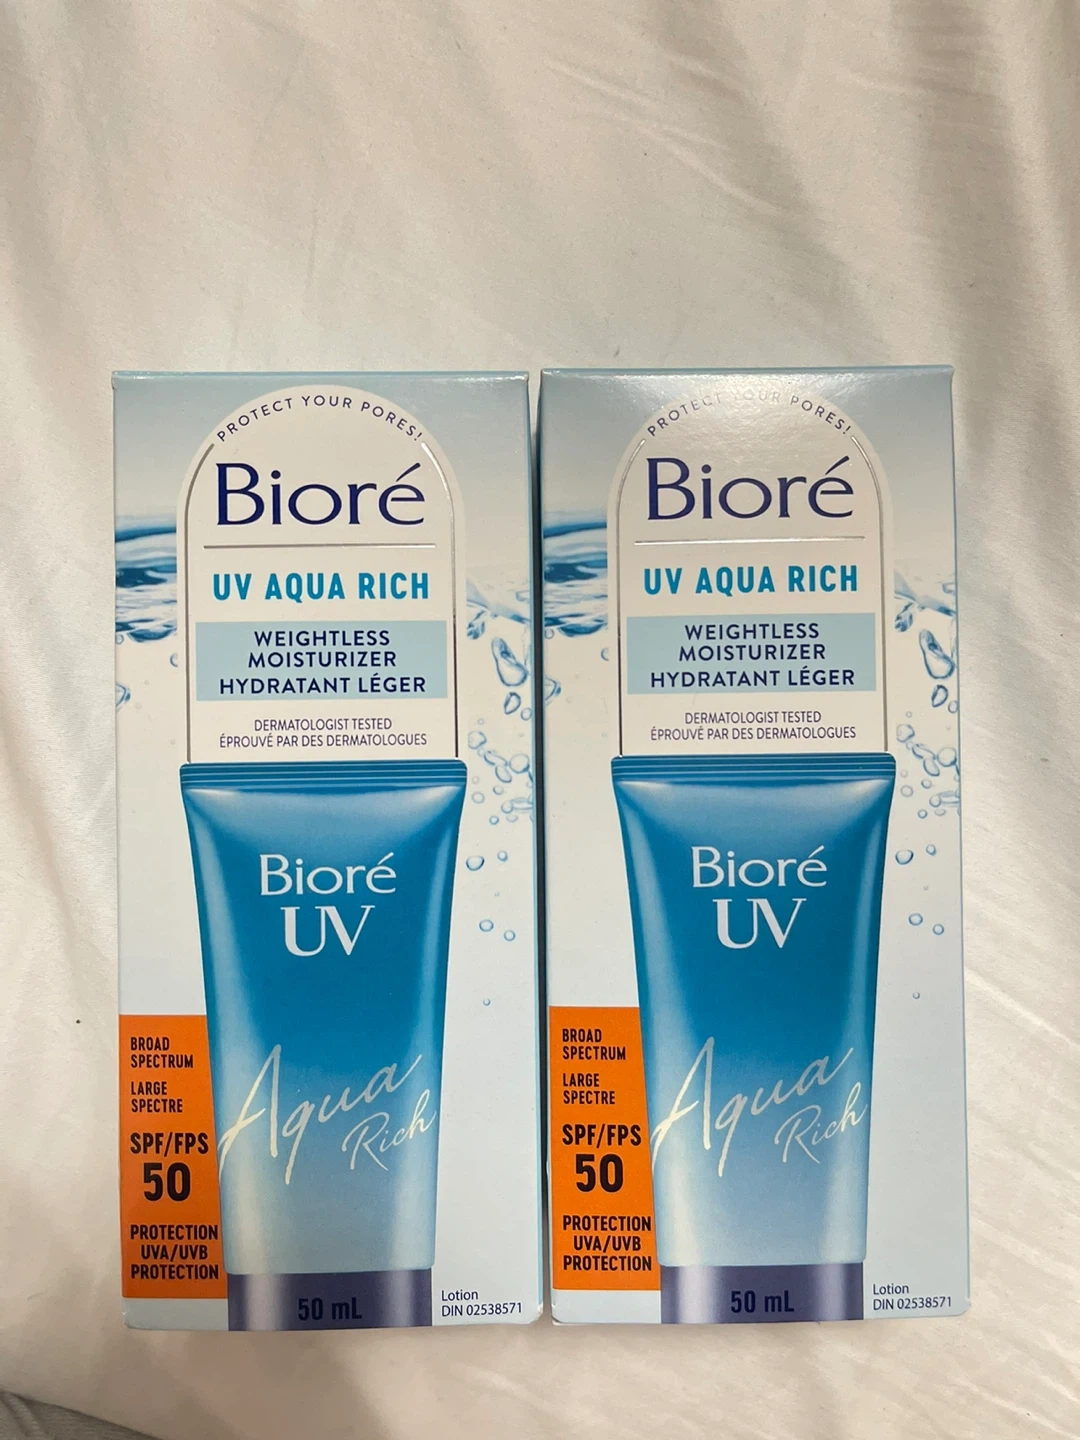 PROTECT YOUR PORES!
Bioré
UV AQUA RICH
WEIGHTLESS
MOISTURIZER
HYDRATANT LÉGER
DERMATOLOGIST TESTED
ÉPROUVÉ PAR DES DERMATOLOGUES
Bioré
UV
Aqua
Rich
BROAD
SPECTRUM
LARGE
SPECTRE
SPF/FPS
50
PROTECTION
UVA/UVB
PROTECTION
50 mL
Lotion
DIN 02538571
PROTECT YOUR PORES!
Bioré
UV AQUA RICH
WEIGHTLESS
MOISTURIZER
HYDRATANT LÉGER
DERMATOLOGIST TESTED
ÉPROUVÉ PAR DES DERMATOLOGUES
Bioré
UV
Aqua
Rich
BROAD
SPECTRUM
LARGE
SPECTRE
SPF/FPS
50
PROTECTION
UVA/UVB
PROTECTION
50 mL
Lotion
DIN 02538571